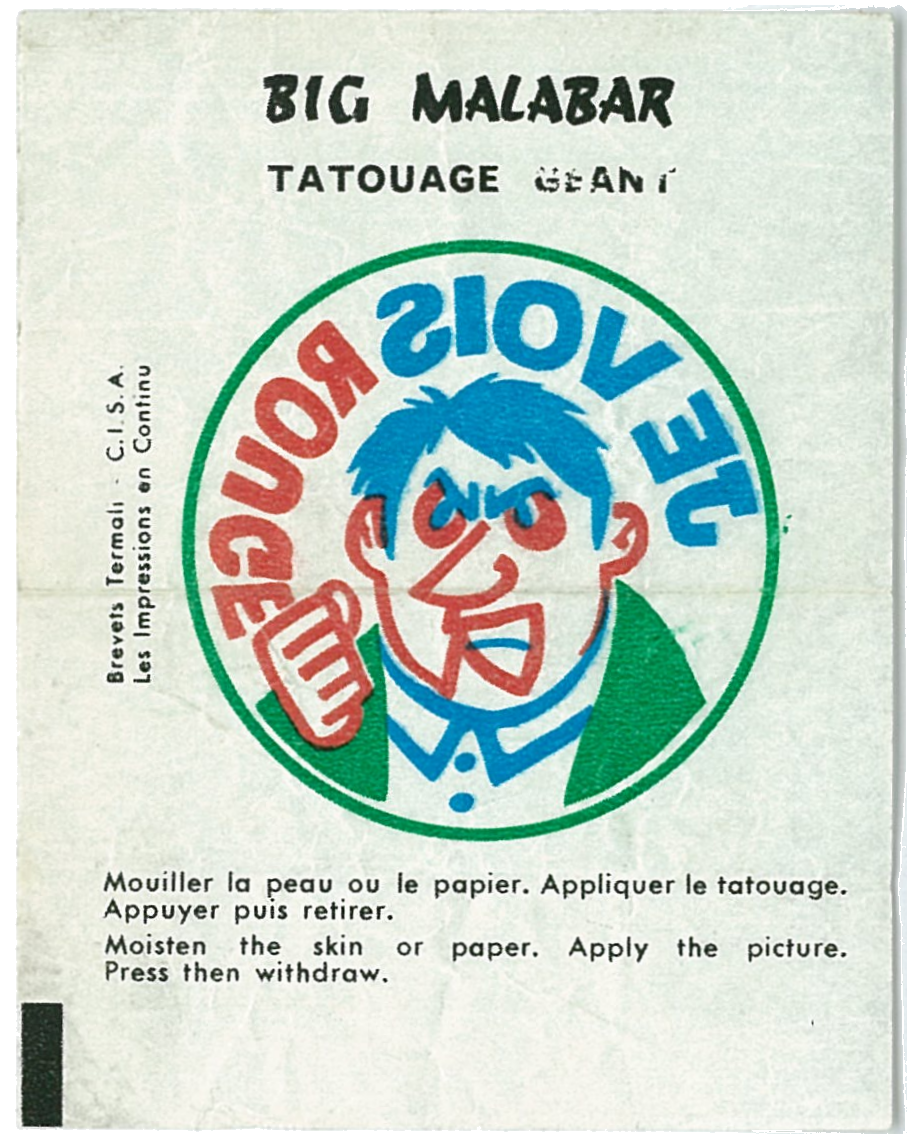 BIG MALABAR
TATOUAGE GEANT
JE VOIS ROUGE
Brevets Termali - C.I.S.A.
Les Impressions en Continu
Mouiller la peau ou le papier. Appliquer le tatouage.
Appuyer puis retirer.
Moisten the skin or paper. Apply the picture.
Press then withdraw.